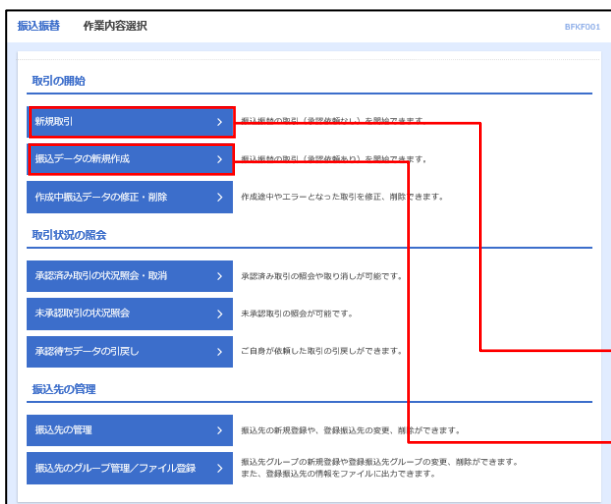 振込振替 作業内容選択 BFKF001
取引の開始
新規取引 > 振込振替の取引（承認依頼なし）を開始できます。
振込データの新規作成 > 振込振替の取引（承認依頼あり）を開始できます。
作成中振込データの修正・削除 > 作成途中やエラーとなった取引を修正、削除できます。
取引状況の照会
承認済み取引の状況照会・取消 > 承認済み取引の照会や取り消しが可能です。
未承認取引の状況照会 > 未承認取引の照会が可能です。
承認待ちデータの引戻し > ご自身が依頼した取引の引戻しができます。
振込先の管理
振込先の管理 > 振込先の新規登録や、登録振込先の変更、削除ができます。
振込先のグループ管理／ファイル登録 > 振込先グループの新規登録や登録振込先グループの変更、削除ができます。
また、登録振込先の情報をファイルに出力できます。